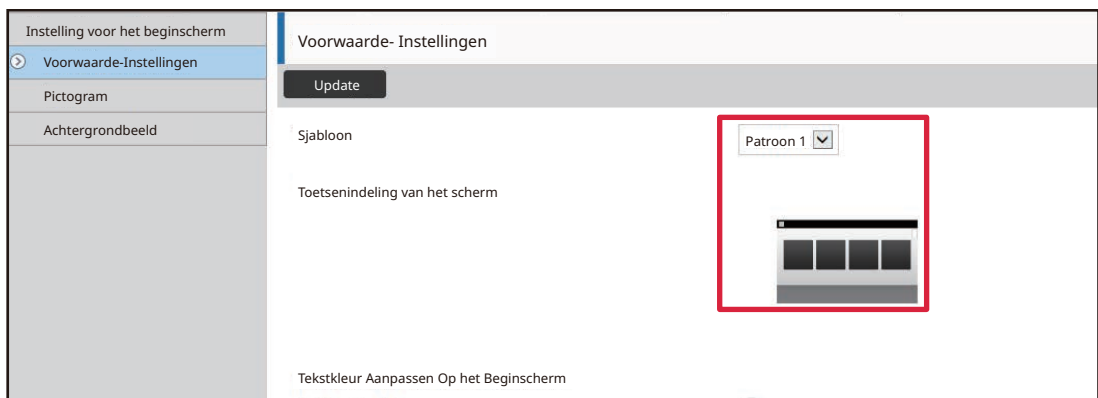 Instelling voor het beginscherm
Voorwaarde-Instellingen
Pictogram
Achtergrondbeeld
Voorwaarde- Instellingen
Update
Sjabloon
Patroon 1
Toetsenindeling van het scherm
Tekstkleur Aanpassen Op het Beginscherm